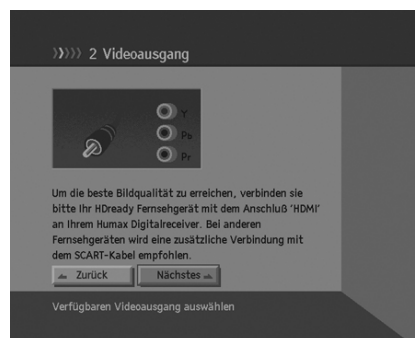 2 Videoausgang
Y
Pb
Pr
Um die beste Bildqualität zu erreichen, verbinden sie
bitte Ihr HDready Fernsehgerät mit dem Anschluß 'HDMI'
an Ihrem Humax Digitalreceiver. Bei anderen
Fernsehgeräten wird eine zusätzliche Verbindung mit
dem SCART-Kabel empfohlen.
Zurück Nächstes
Verfügbaren Videoausgang auswählen